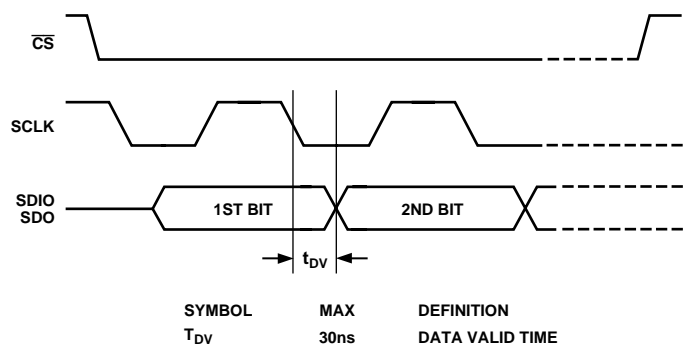 CS
SCLK
SDIO
SDO
1ST BIT 2ND BIT
tDV
SYMBOL MAX DEFINITION
TDV 30ns DATA VALID TIME